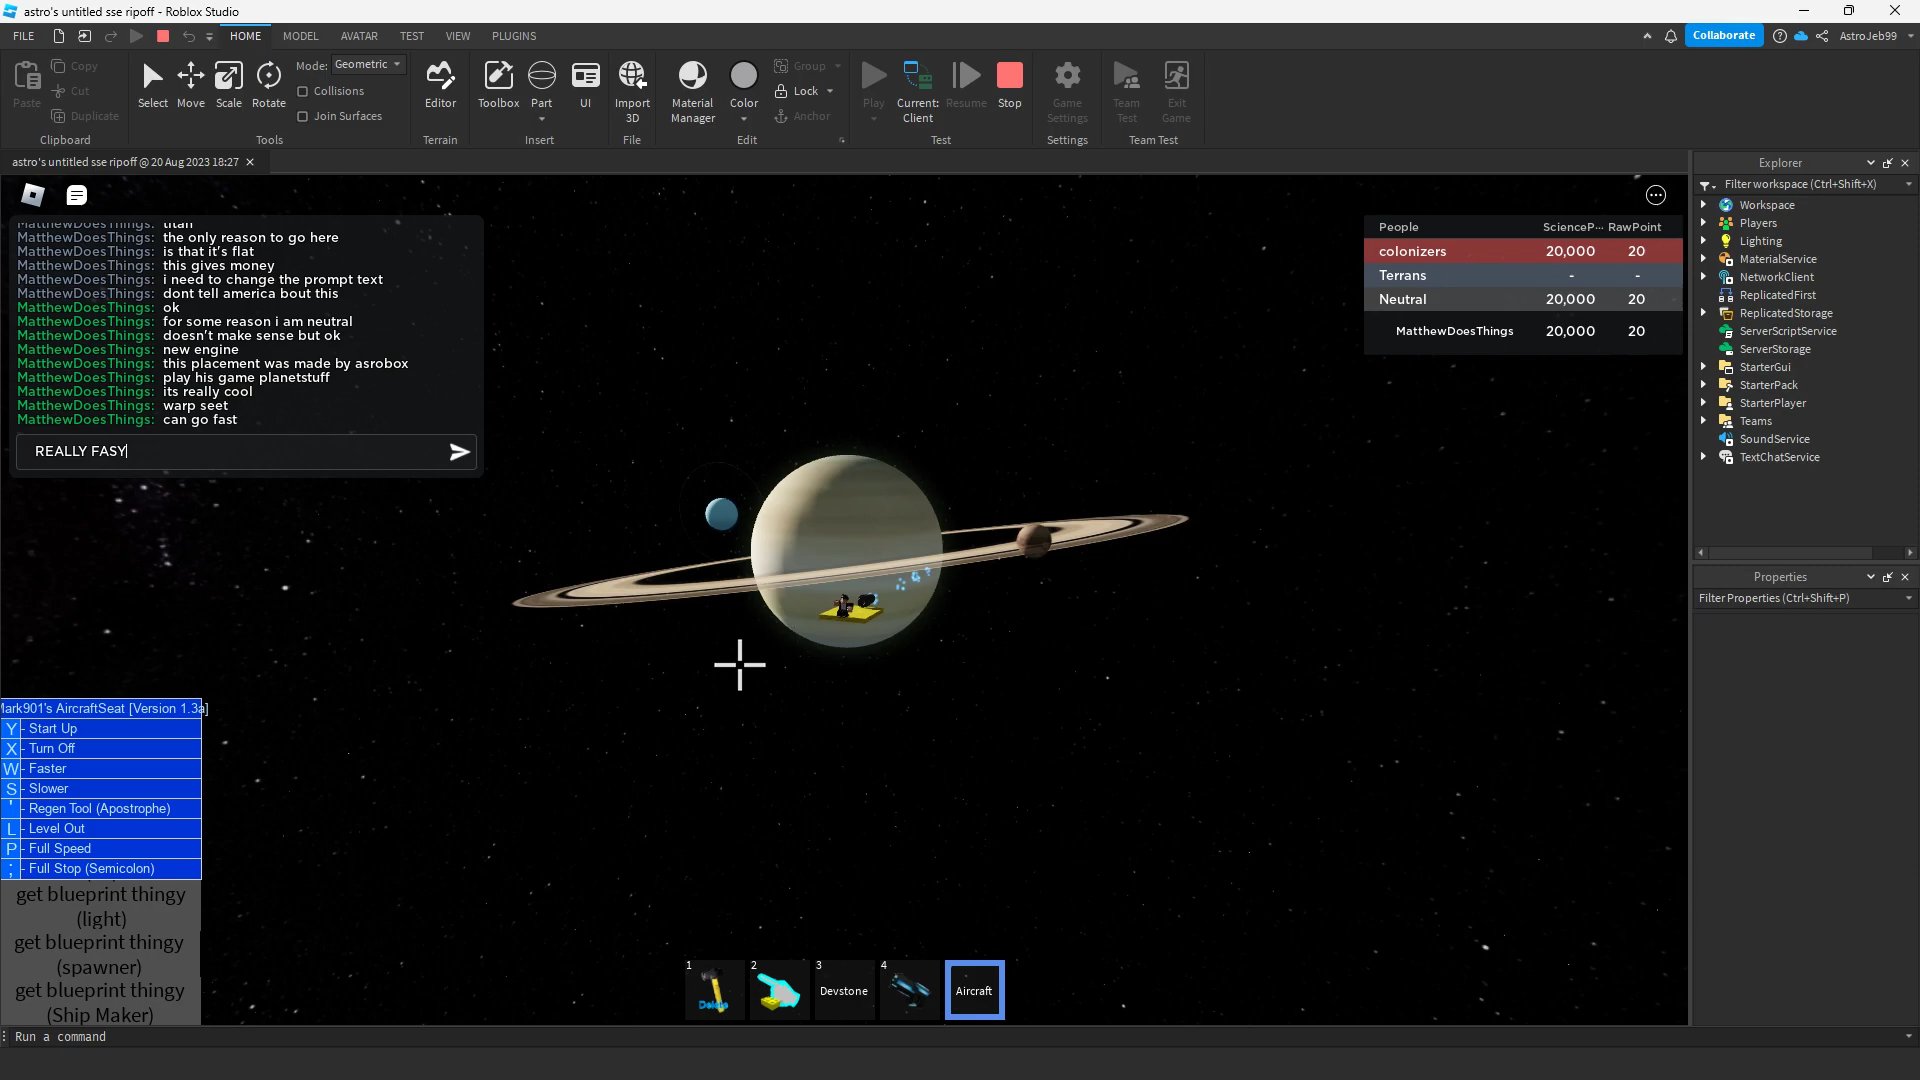 astro's untitled sse ripoff - Roblox Studio
FILE HOME MODEL AVATAR TEST VIEW PLUGINS Collaborate AstroJeb99
Paste Copy Cut Duplicate
Clipboard
Select Move Scale Rotate Mode: Geometric Collisions Join Surfaces
Tools
Editor
Terrain
Toolbox Part UI
Insert
Import 3D
File
Material Manager Color Group Lock Anchor
Edit
Play Current: Client Resume Stop
Test
Game Settings
Settings
Team Test Exit Game
Team Test
astro's untitled sse ripoff @ 20 Aug 2023 18:27
MatthewDoesThings: titan
MatthewDoesThings: the only reason to go here
MatthewDoesThings: is that it's flat
MatthewDoesThings: this gives money
MatthewDoesThings: i need to change the prompt text
MatthewDoesThings: dont tell america bout this
MatthewDoesThings: ok
MatthewDoesThings: for some reason i am neutral
MatthewDoesThings: doesn't make sense but ok
MatthewDoesThings: new engine
MatthewDoesThings: this placement was made by asrobox
MatthewDoesThings: play his game planetstuff
MatthewDoesThings: its really cool
MatthewDoesThings: warp seet
MatthewDoesThings: can go fast
REALLY FASY
People ScienceP··· RawPoint
colonizers 20,000 20
Terrans - -
Neutral 20,000 20
MatthewDoesThings 20,000 20
Mark901's AircraftSeat [Version 1.3a]
Y - Start Up
X - Turn Off
W - Faster
S - Slower
' - Regen Tool (Apostrophe)
L - Level Out
P - Full Speed
; - Full Stop (Semicolon)
get blueprint thingy
(light)
get blueprint thingy
(spawner)
get blueprint thingy
(Ship Maker)
1 Delete 2 3 Devstone 4 Aircraft
Explorer
Filter workspace (Ctrl+Shift+X)
Workspace
Players
Lighting
MaterialService
NetworkClient
ReplicatedFirst
ReplicatedStorage
ServerScriptService
ServerStorage
StarterGui
StarterPack
StarterPlayer
Teams
SoundService
TextChatService
Properties
Filter Properties (Ctrl+Shift+P)
Run a command